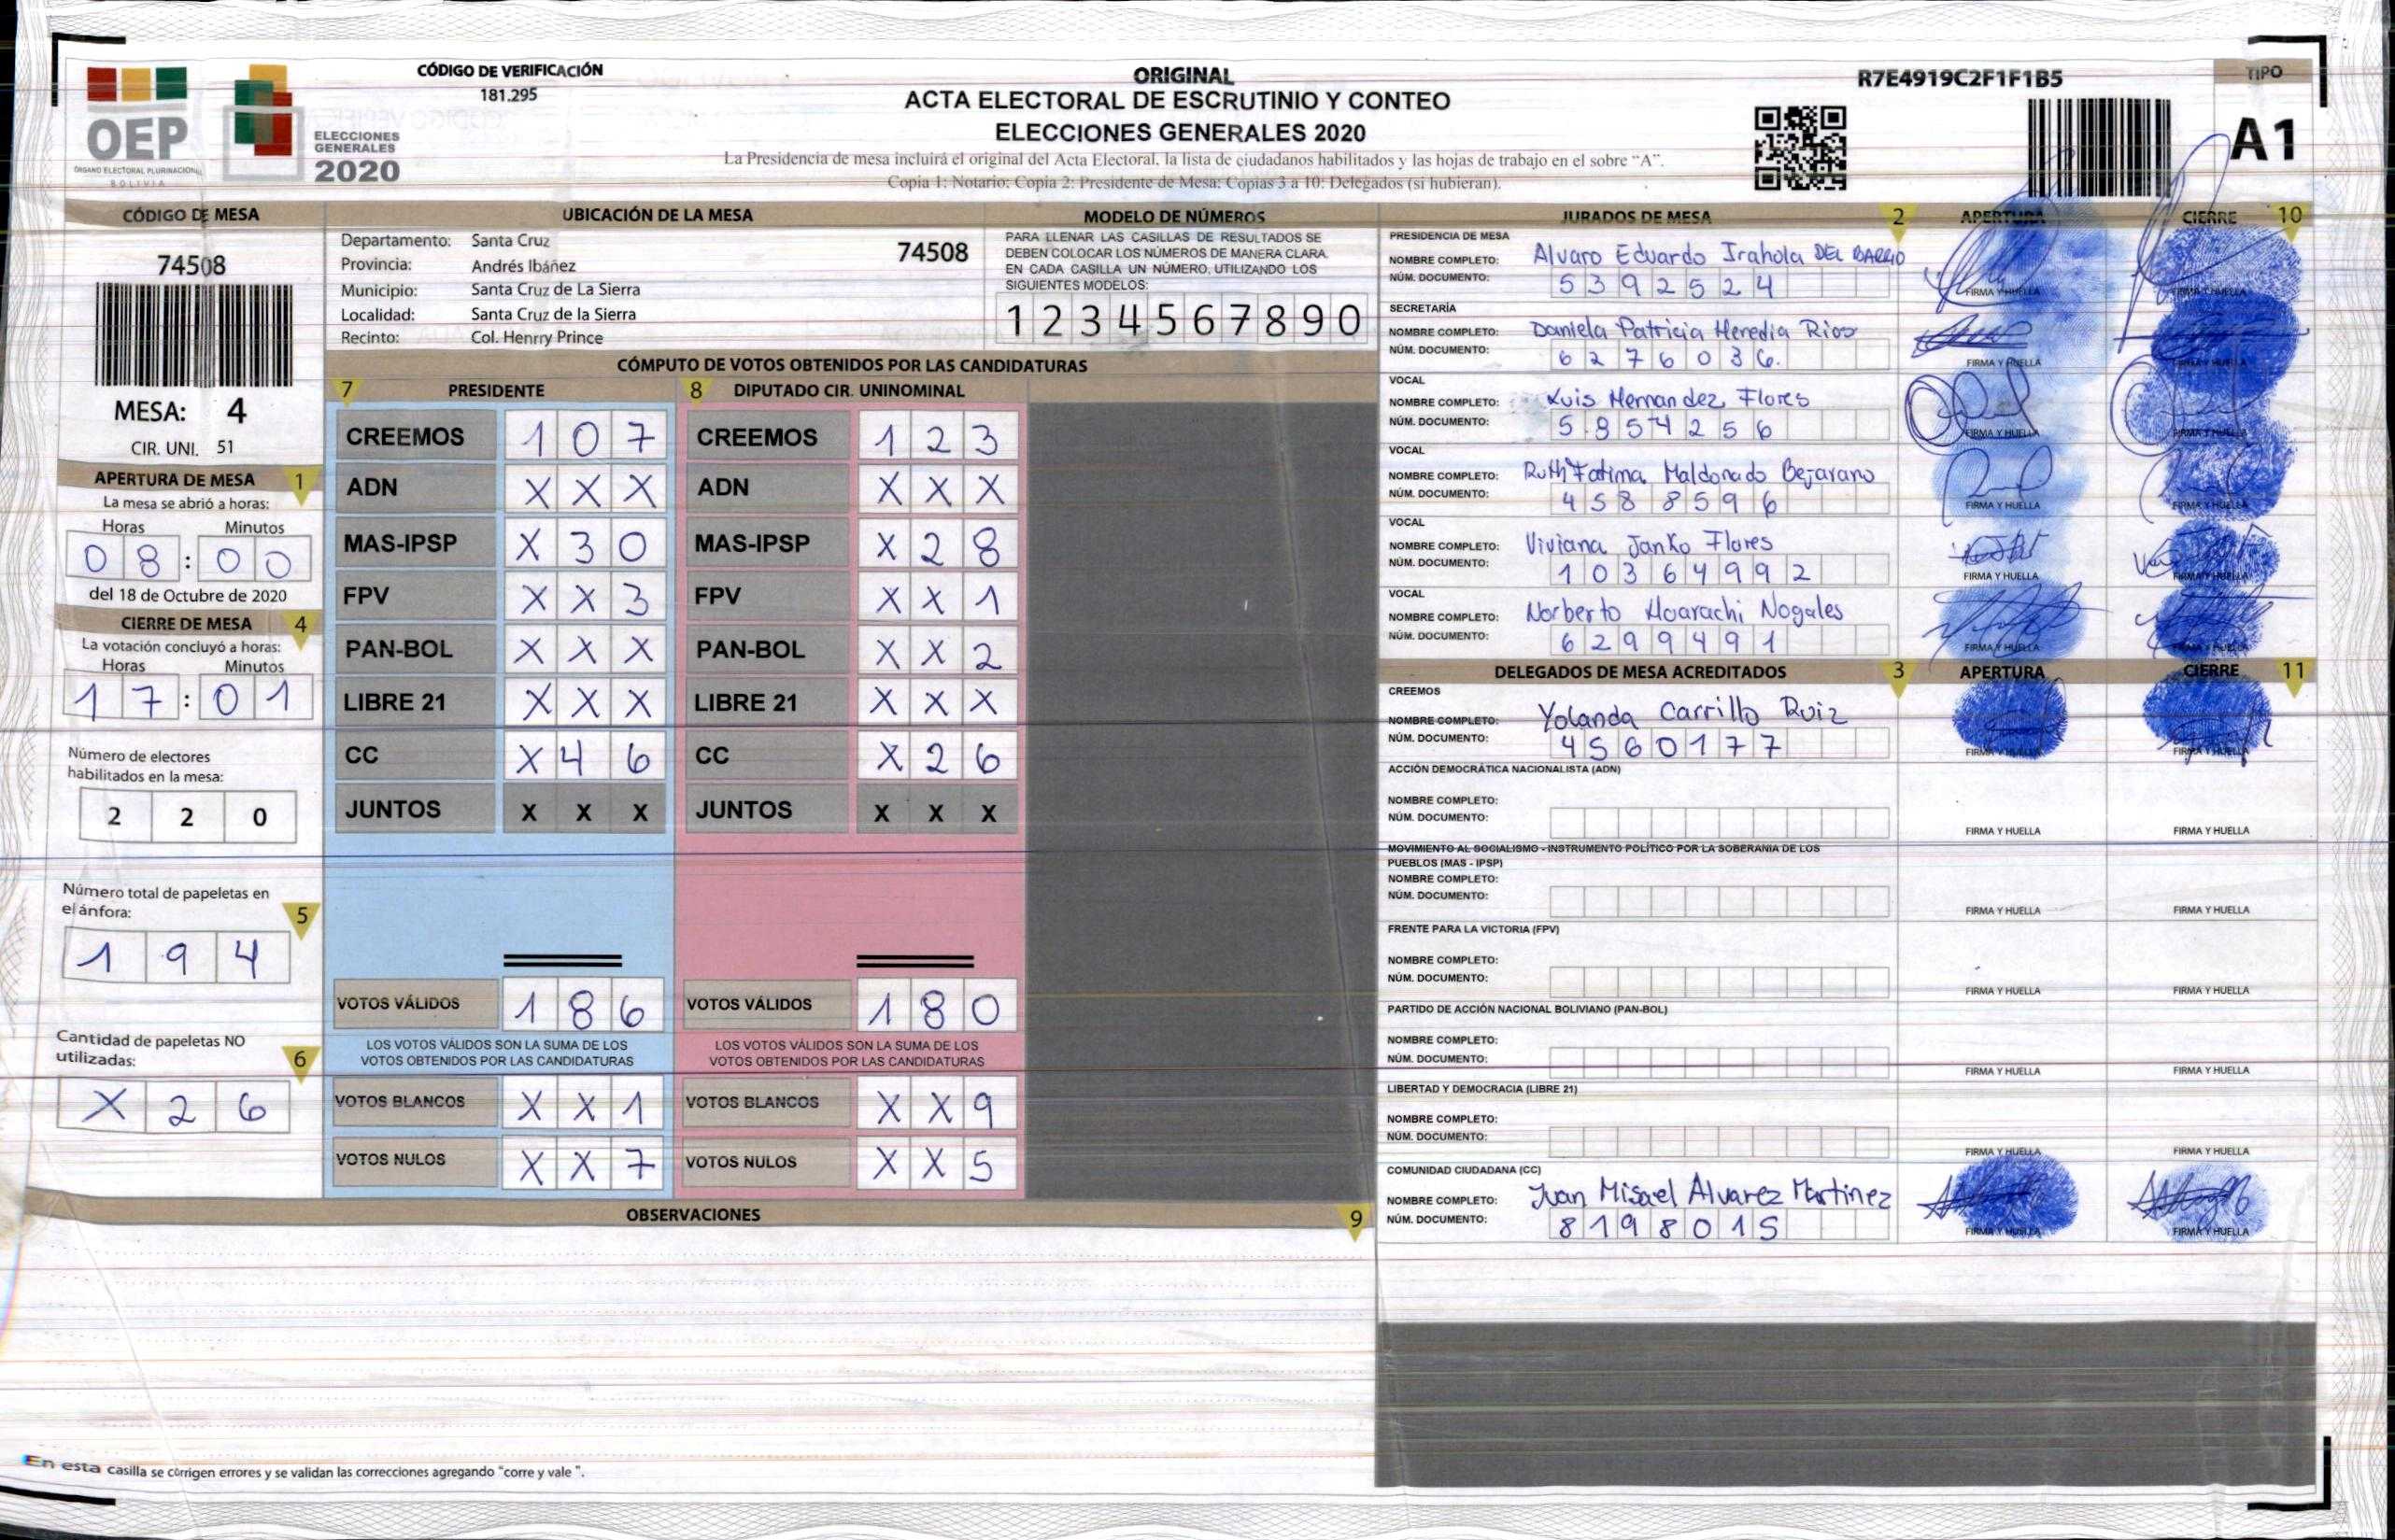 OEP
ÓRGANO ELECTORAL PLURINACIONAL
BOLIVIA
ELECCIONES
GENERALES
2020
CÓDIGO DE VERIFICACIÓN
181.295
ORIGINAL
ACTA ELECTORAL DE ESCRUTINIO Y CONTEO
ELECCIONES GENERALES 2020
La Presidencia de mesa incluirá el original del Acta Electoral, la lista de ciudadanos habilitados y las hojas de trabajo en el sobre “A”.
Copia 1: Notario: Copia 2: Presidente de Mesa: Copias 3 a 10: Delegados (si hubieran).
R7E4919C2F1F1B5
TIPO
A1
CÓDIGO DE MESA
74508
MESA: 4
CIR. UNI. 51
APERTURA DE MESA 1
La mesa se abrió a horas:
Horas Minutos
08:00
del 18 de Octubre de 2020
CIERRE DE MESA 4
La votación concluyó a horas:
Horas Minutos
17:01
Número de electores
habilitados en la mesa:
2 2 0
Número total de papeletas en
el ánfora: 5
1 9 4
Cantidad de papeletas NO
utilizadas: 6
X 2 6
UBICACIÓN DE LA MESA
Departamento: Santa Cruz 74508
Provincia: Andrés Ibáñez
Municipio: Santa Cruz de La Sierra
Localidad: Santa Cruz de la Sierra
Recinto: Col. Henrry Prince
MODELO DE NÚMEROS
PARA LLENAR LAS CASILLAS DE RESULTADOS SE
DEBEN COLOCAR LOS NÚMEROS DE MANERA CLARA.
EN CADA CASILLA UN NÚMERO, UTILIZANDO LOS
SIGUIENTES MODELOS:
1 2 3 4 5 6 7 8 9 0
CÓMPUTO DE VOTOS OBTENIDOS POR LAS CANDIDATURAS
7 PRESIDENTE 8 DIPUTADO CIR. UNINOMINAL
CREEMOS 1 0 7 CREEMOS 1 2 3
ADN X X X ADN X X X
MAS-IPSP X 3 0 MAS-IPSP X 2 8
FPV X X 3 FPV X X 1
PAN-BOL X X X PAN-BOL X X 2
LIBRE 21 X X X LIBRE 21 X X X
CC X 4 6 CC X 2 6
JUNTOS X X X JUNTOS X X X
VOTOS VÁLIDOS 1 8 6 VOTOS VÁLIDOS 1 8 0
LOS VOTOS VÁLIDOS SON LA SUMA DE LOS LOS VOTOS VÁLIDOS SON LA SUMA DE LOS
VOTOS OBTENIDOS POR LAS CANDIDATURAS VOTOS OBTENIDOS POR LAS CANDIDATURAS
VOTOS BLANCOS X X 1 VOTOS BLANCOS X X 9
VOTOS NULOS X X 7 VOTOS NULOS X X 5
OBSERVACIONES 9
En esta casilla se corrigen errores y se validan las correcciones agregando “corre y vale ”.
JURADOS DE MESA 2 APERTURA CIERRE 10
PRESIDENCIA DE MESA
NOMBRE COMPLETO: Alvaro Eduardo Irahola DEL BARRIO
NÚM. DOCUMENTO: 5392524 FIRMA Y HUELLA FIRMA Y HUELLA
SECRETARÍA
NOMBRE COMPLETO: Daniela Patricia Heredia Rios
NÚM. DOCUMENTO: 6276036. FIRMA Y HUELLA FIRMA Y HUELLA
VOCAL
NOMBRE COMPLETO: Luis Hernandez Flores
NÚM. DOCUMENTO: 5854256 FIRMA Y HUELLA FIRMA Y HUELLA
VOCAL
NOMBRE COMPLETO: Ruth Fatima Maldonado Bejarano
NÚM. DOCUMENTO: 4588596 FIRMA Y HUELLA FIRMA Y HUELLA
VOCAL
NOMBRE COMPLETO: Viviana Janko Flores
NÚM. DOCUMENTO: 10364992 FIRMA Y HUELLA FIRMA Y HUELLA
VOCAL
NOMBRE COMPLETO: Norberto Huarachi Nogales
NÚM. DOCUMENTO: 6299491 FIRMA Y HUELLA FIRMA Y HUELLA
DELEGADOS DE MESA ACREDITADOS 3 APERTURA CIERRE 11
CREEMOS
NOMBRE COMPLETO: Yolanda Carrillo Ruiz
NÚM. DOCUMENTO: 4560177 FIRMA Y HUELLA FIRMA Y HUELLA
ACCIÓN DEMOCRÁTICA NACIONALISTA (ADN)
NOMBRE COMPLETO:
NÚM. DOCUMENTO: FIRMA Y HUELLA FIRMA Y HUELLA
MOVIMIENTO AL SOCIALISMO - INSTRUMENTO POLÍTICO POR LA SOBERANIA DE LOS
PUEBLOS (MAS - IPSP)
NOMBRE COMPLETO:
NÚM. DOCUMENTO: FIRMA Y HUELLA FIRMA Y HUELLA
FRENTE PARA LA VICTORIA (FPV)
NOMBRE COMPLETO:
NÚM. DOCUMENTO: FIRMA Y HUELLA FIRMA Y HUELLA
PARTIDO DE ACCIÓN NACIONAL BOLIVIANO (PAN-BOL)
NOMBRE COMPLETO:
NÚM. DOCUMENTO: FIRMA Y HUELLA FIRMA Y HUELLA
LIBERTAD Y DEMOCRACIA (LIBRE 21)
NOMBRE COMPLETO:
NÚM. DOCUMENTO: FIRMA Y HUELLA FIRMA Y HUELLA
COMUNIDAD CIUDADANA (CC)
NOMBRE COMPLETO: Juan Misael Alvarez Martinez
NÚM. DOCUMENTO: 8198015 FIRMA Y HUELLA FIRMA Y HUELLA